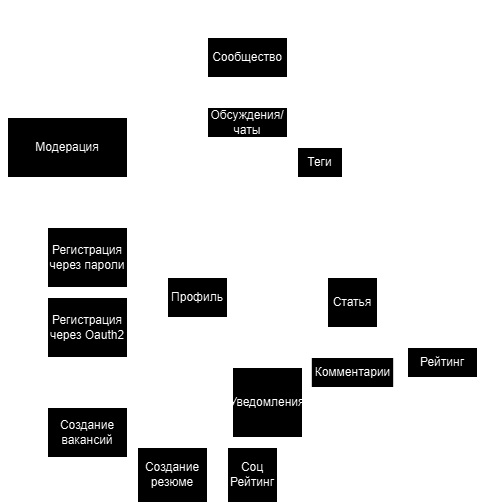 Сообщество
Обсуждения/
чаты
Модерация
Теги
Регистрация
через пароли
Профиль
Статья
Регистрация
через Oauth2
Рейтинг
Комментарии
Уведомления
Создание
вакансий
Создание
резюме
Соц
Рейтинг